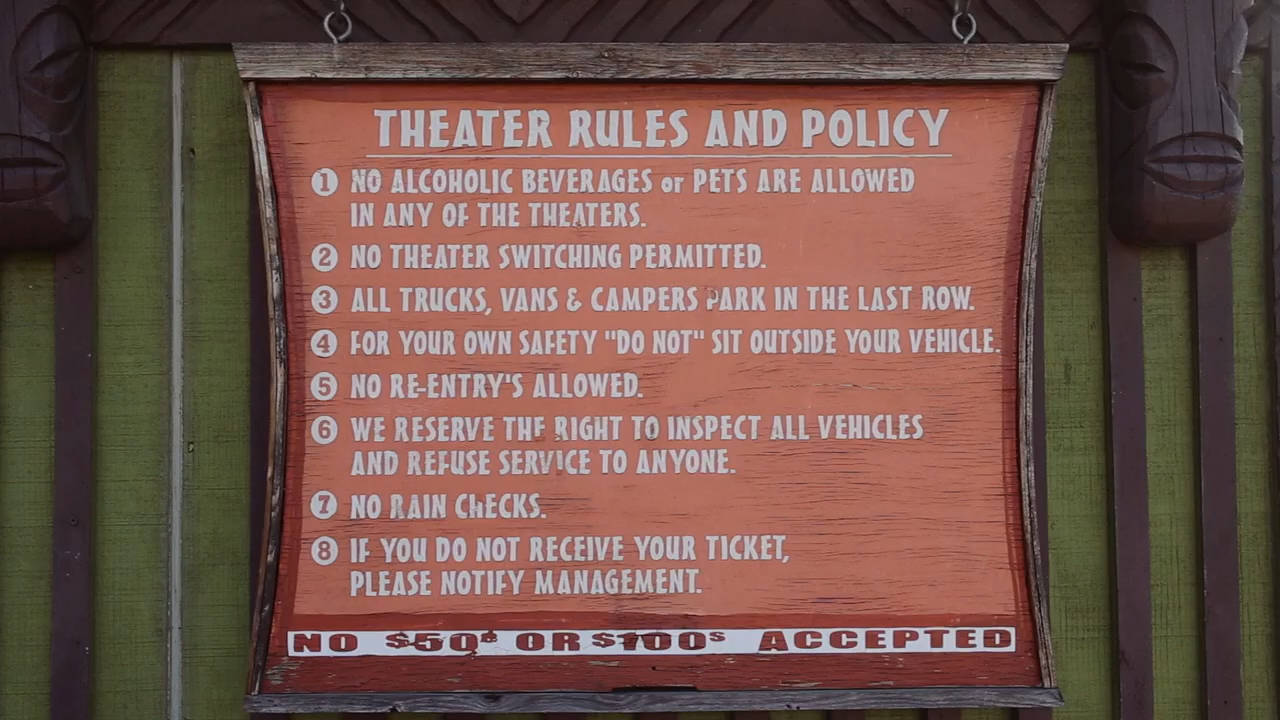 THEATER RULES AND POLICY
1 NO ALCOHOLIC BEVERAGES or PETS ARE ALLOWED
IN ANY OF THE THEATERS.
2 NO THEATER SWITCHING PERMITTED.
3 ALL TRUCKS, VANS & CAMPERS PARK IN THE LAST ROW.
4 FOR YOUR OWN SAFETY "DO NOT" SIT OUTSIDE YOUR VEHICLE.
5 NO RE-ENTRY'S ALLOWED.
6 WE RESERVE THE RIGHT TO INSPECT ALL VEHICLES
AND REFUSE SERVICE TO ANYONE.
7 NO RAIN CHECKS.
8 IF YOU DO NOT RECEIVE YOUR TICKET,
PLEASE NOTIFY MANAGEMENT.
NO $50s OR $100s ACCEPTED